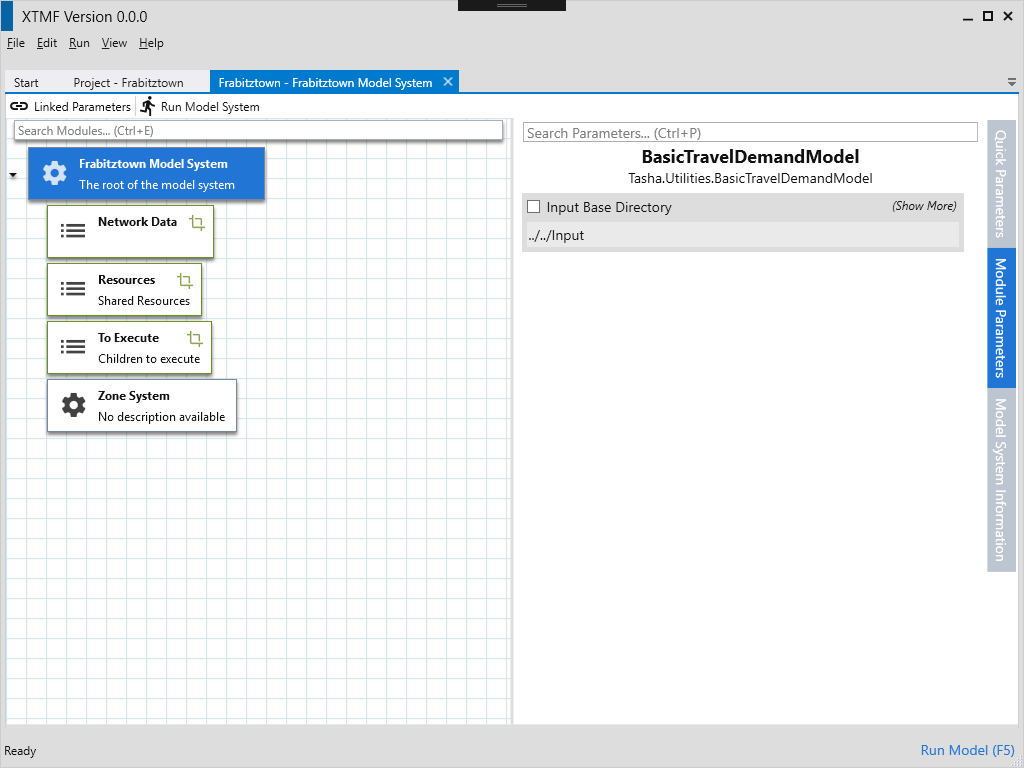 XTMF Version 0.0.0
File Edit Run View Help
Start Project - Frabitztown Frabitztown - Frabitztown Model System
Linked Parameters Run Model System
Search Modules... (Ctrl+E)
Frabitztown Model System
The root of the model system
Network Data
Resources
Shared Resources
To Execute
Children to execute
Zone System
No description available
Search Parameters... (Ctrl+P)
BasicTravelDemandModel
Tasha.Utilities.BasicTravelDemandModel
Input Base Directory (Show More)
../../Input
Quick Parameters
Module Parameters
Model System Information
Ready Run Model (F5)